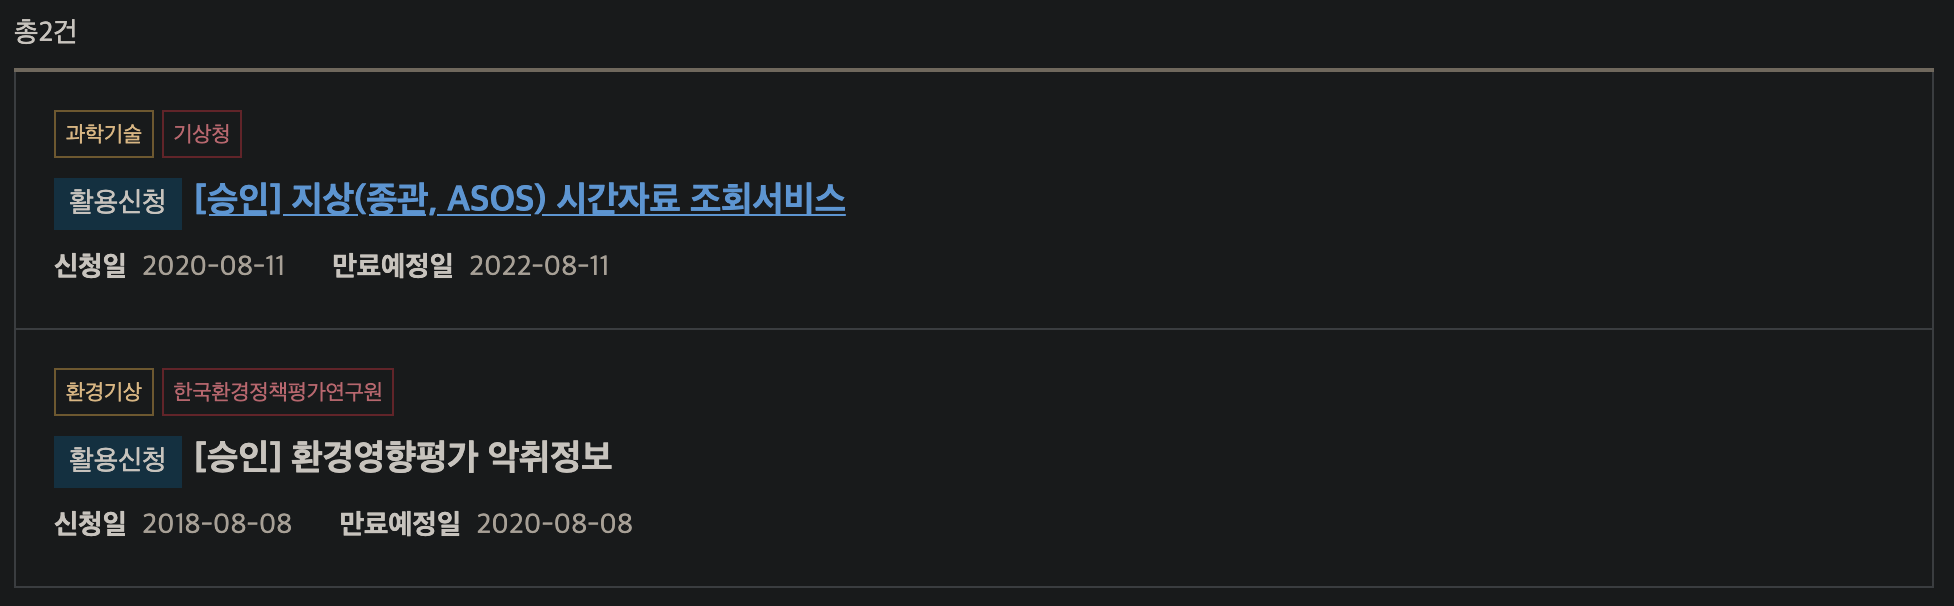 총2건
과학기술 기상청
활용신청 [승인] 지상(종관, ASOS) 시간자료 조회서비스
신청일 2020-08-11 만료예정일 2022-08-11
환경기상 한국환경정책평가연구원
활용신청 [승인] 환경영향평가 악취정보
신청일 2018-08-08 만료예정일 2020-08-08